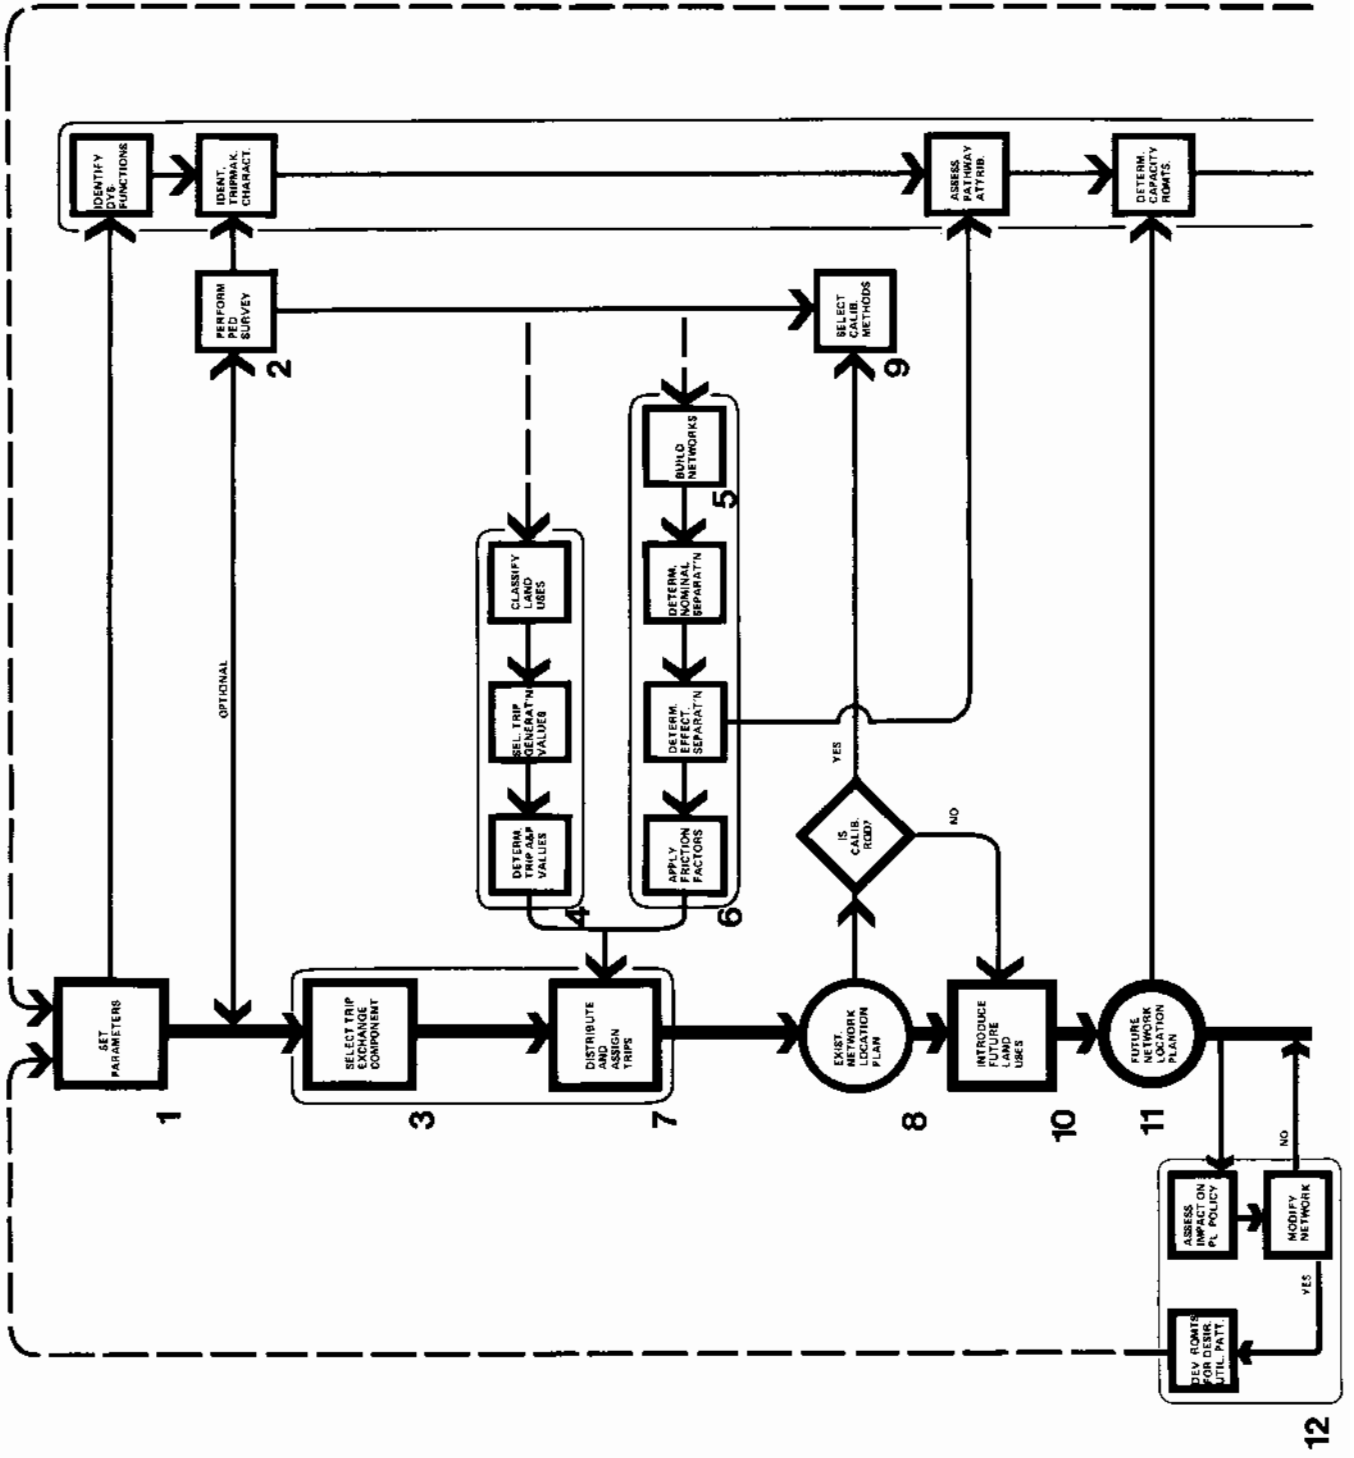 IDENTIFY
DYS-
FUNCTIONS
IDENT.
TRIPMAK.
CHARACT.
ASSESS
PATHWAY
ATTRIB.
DETERM.
CAPACITY
RQMTS.
PERFORM
PED
SURVEY
2
SELECT
CALIB.
METHODS
9
OPTIONAL
CLASSIFY
LAND
USES
SEL. TRIP
GENERAT'N
VALUES
DETERM.
TRIP A&P
VALUES
4
BUILD
NETWORKS
5
DETERM.
NOMINAL
SEPARAT'N
DETERM.
EFFECT.
SEPARAT'N
APPLY
FRICTION
FACTORS
6
YES
IS
CALIB.
RQD?
NO
SET
PARAMETERS
1
SELECT TRIP
EXCHANGE
COMPONENT
3
DISTRIBUTE
AND
ASSIGN
TRIPS
7
EXIST.
NETWORK
LOCATION
PLAN
8
INTRODUCE
FUTURE
LAND
USES
10
FUTURE
NETWORK
LOCATION
PLAN
11
ASSESS
IMPACT ON
PL. POLICY
MODIFY
NETWORK
NO
YES
DEV. RQMTS
FOR DESIR.
UTIL. PATT.
12